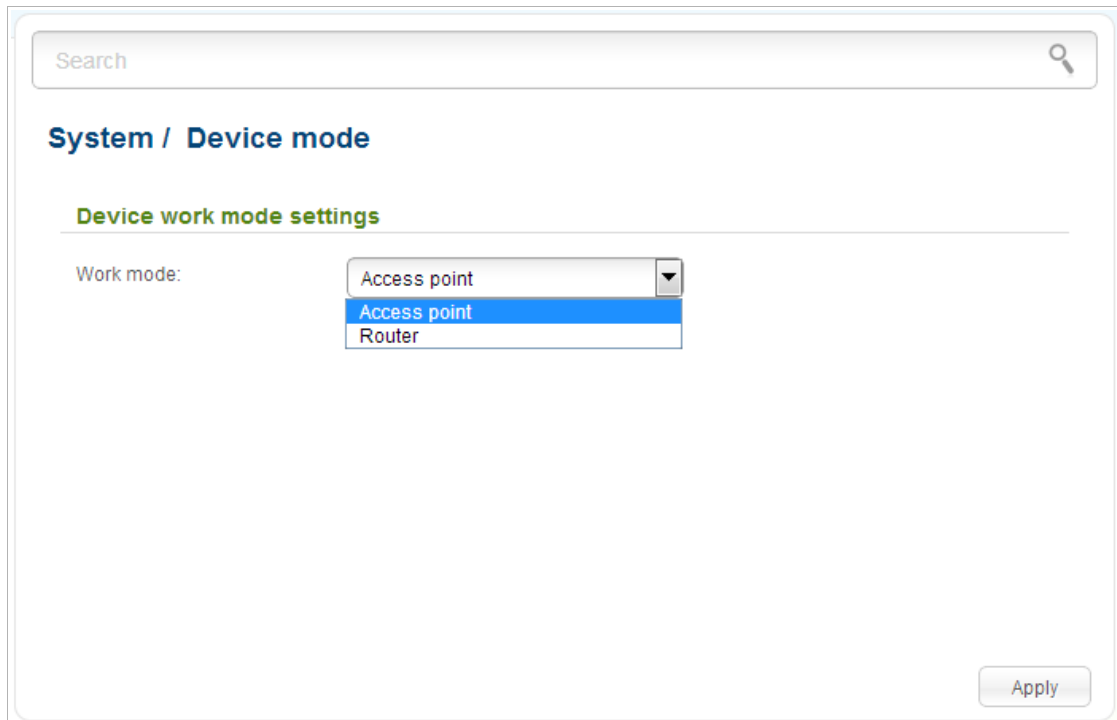 Search
System / Device mode
Device work mode settings
Work mode: Access point
Access point
Router
Apply